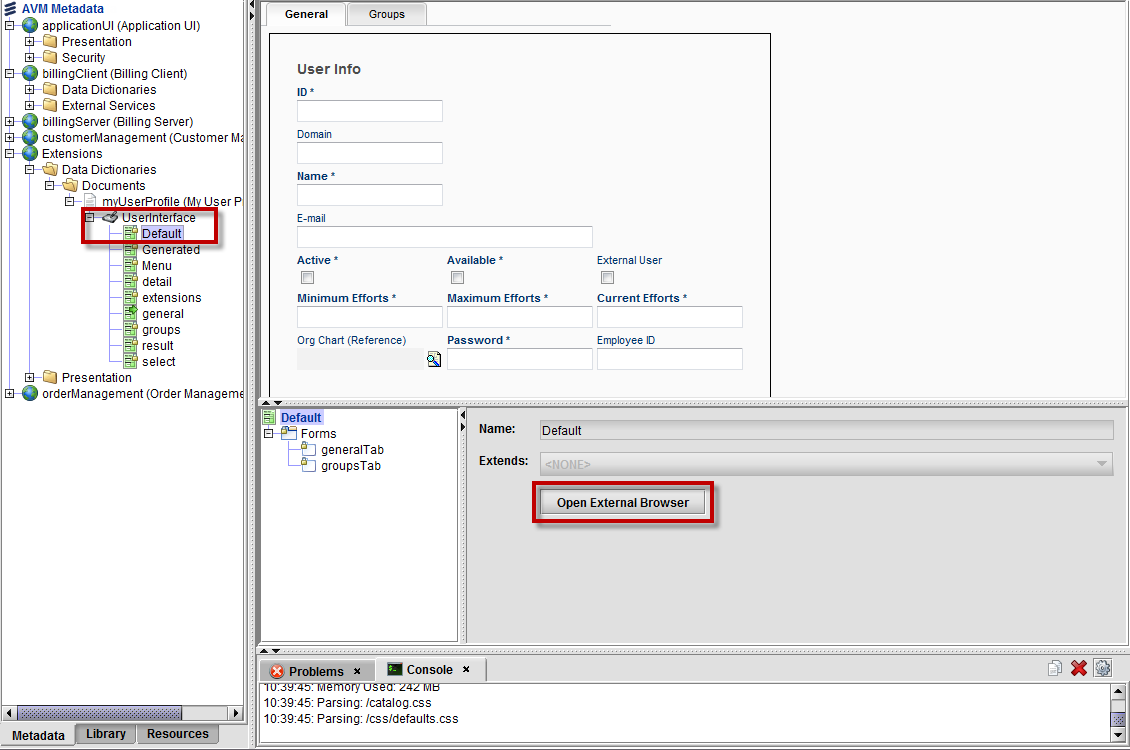 AVM Metadata
applicationUI (Application UI)
Presentation
Security
billingClient (Billing Client)
Data Dictionaries
External Services
billingServer (Billing Server)
customerManagement (Customer Ma
Extensions
Data Dictionaries
Documents
myUserProfile (My User P
UserInterface
Default
Generated
Menu
detail
extensions
general
groups
result
select
Presentation
orderManagement (Order Manageme
Metadata Library Resources
General Groups
User Info
ID *
Domain
Name *
E-mail
Active * Available * External User
Minimum Efforts * Maximum Efforts * Current Efforts *
Org Chart (Reference) Password * Employee ID
Default
Forms
generalTab
groupsTab
Name: Default
Extends: <NONE>
Open External Browser
Problems × Console ×
10:39:45: Memory Used: 242 MB
10:39:45: Parsing: /catalog.css
10:39:45: Parsing: /css/defaults.css